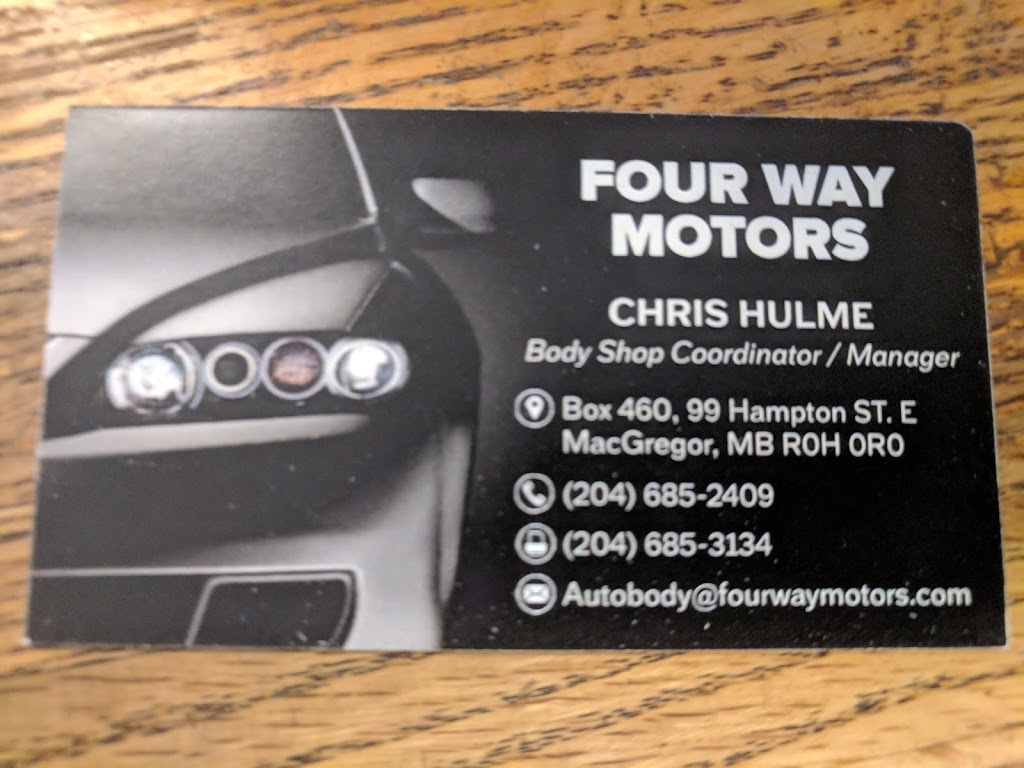 FOUR WAY
MOTORS
CHRIS HULME
Body Shop Coordinator / Manager
Box 460, 99 Hampton ST. E
MacGregor, MB R0H 0R0
(204) 685-2409
(204) 685-3134
Autobody@fourwaymotors.com